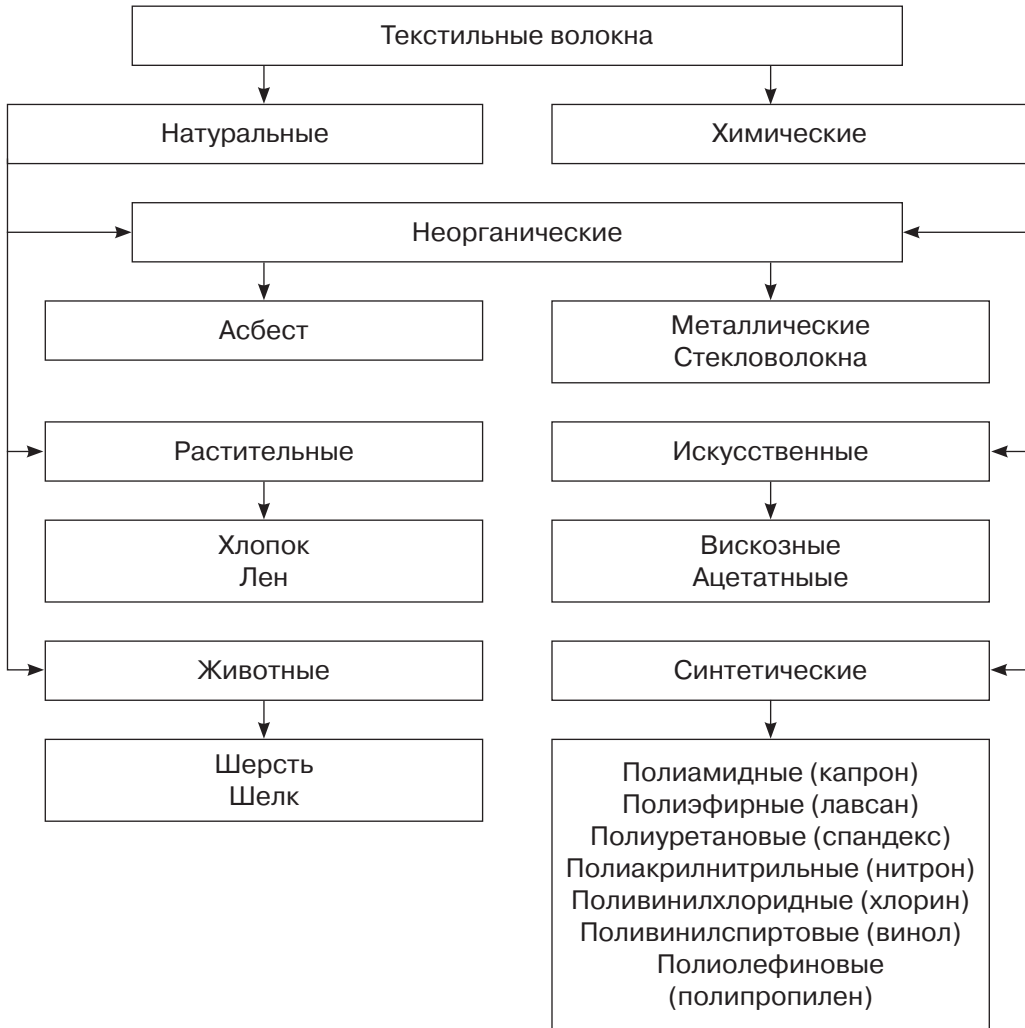 Текстильные волокна
Натуральные
Химические
Неорганические
Асбест
Металлические
Стекловолокна
Растительные
Искусственные
Хлопок
Лен
Вискозные
Ацетатныые
Животные
Синтетические
Шерсть
Шелк
Полиамидные (капрон)
Полиэфирные (лавсан)
Полиуретановые (спандекс)
Полиакрилнитрильные (нитрон)
Поливинилхлоридные (хлорин)
Поливинилспиртовые (винол)
Полиолефиновые
(полипропилен)